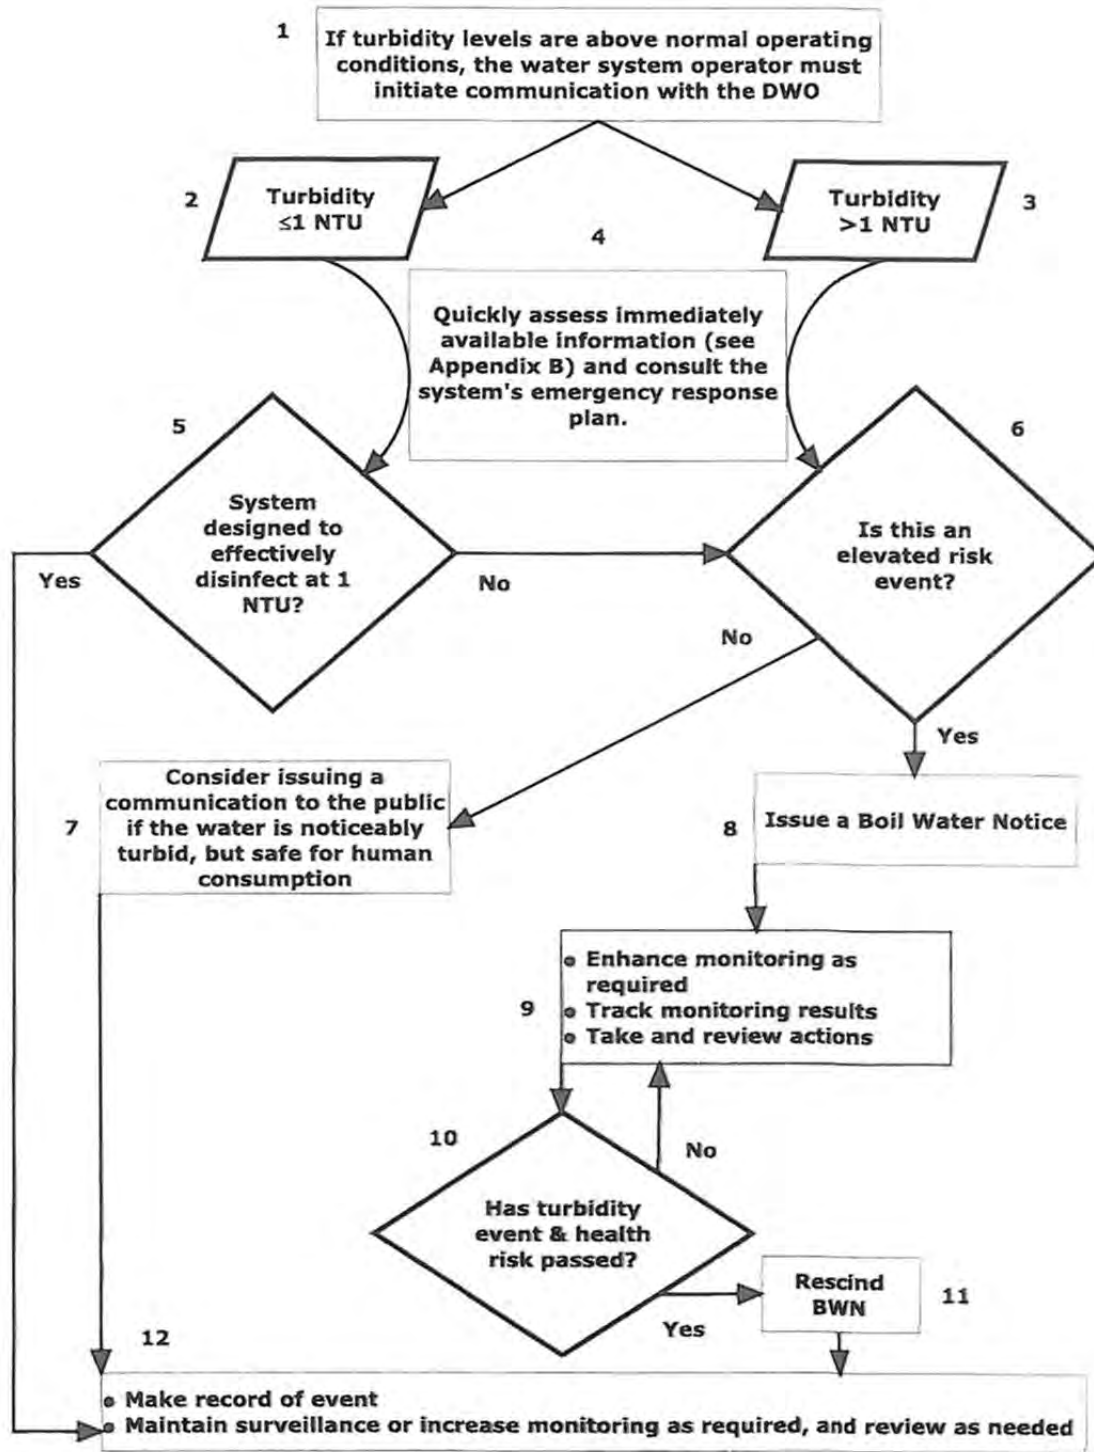 1
If turbidity levels are above normal operating
conditions, the water system operator must
initiate communication with the DWO
2
Turbidity
≤1 NTU
Turbidity
>1 NTU
3
4
Quickly assess immediately
available information (see
Appendix B) and consult the
system's emergency response
plan.
5
System
designed to
effectively
disinfect at 1
NTU?
Yes
No
6
Is this an
elevated risk
event?
No
Yes
7
Consider issuing a
communication to the public
if the water is noticeably
turbid, but safe for human
consumption
8
Issue a Boil Water Notice
9
• Enhance monitoring as
required
• Track monitoring results
• Take and review actions
10
No
Has turbidity
event & health
risk passed?
Yes
Rescind
BWN
11
12
• Make record of event
• Maintain surveillance or increase monitoring as required, and review as needed